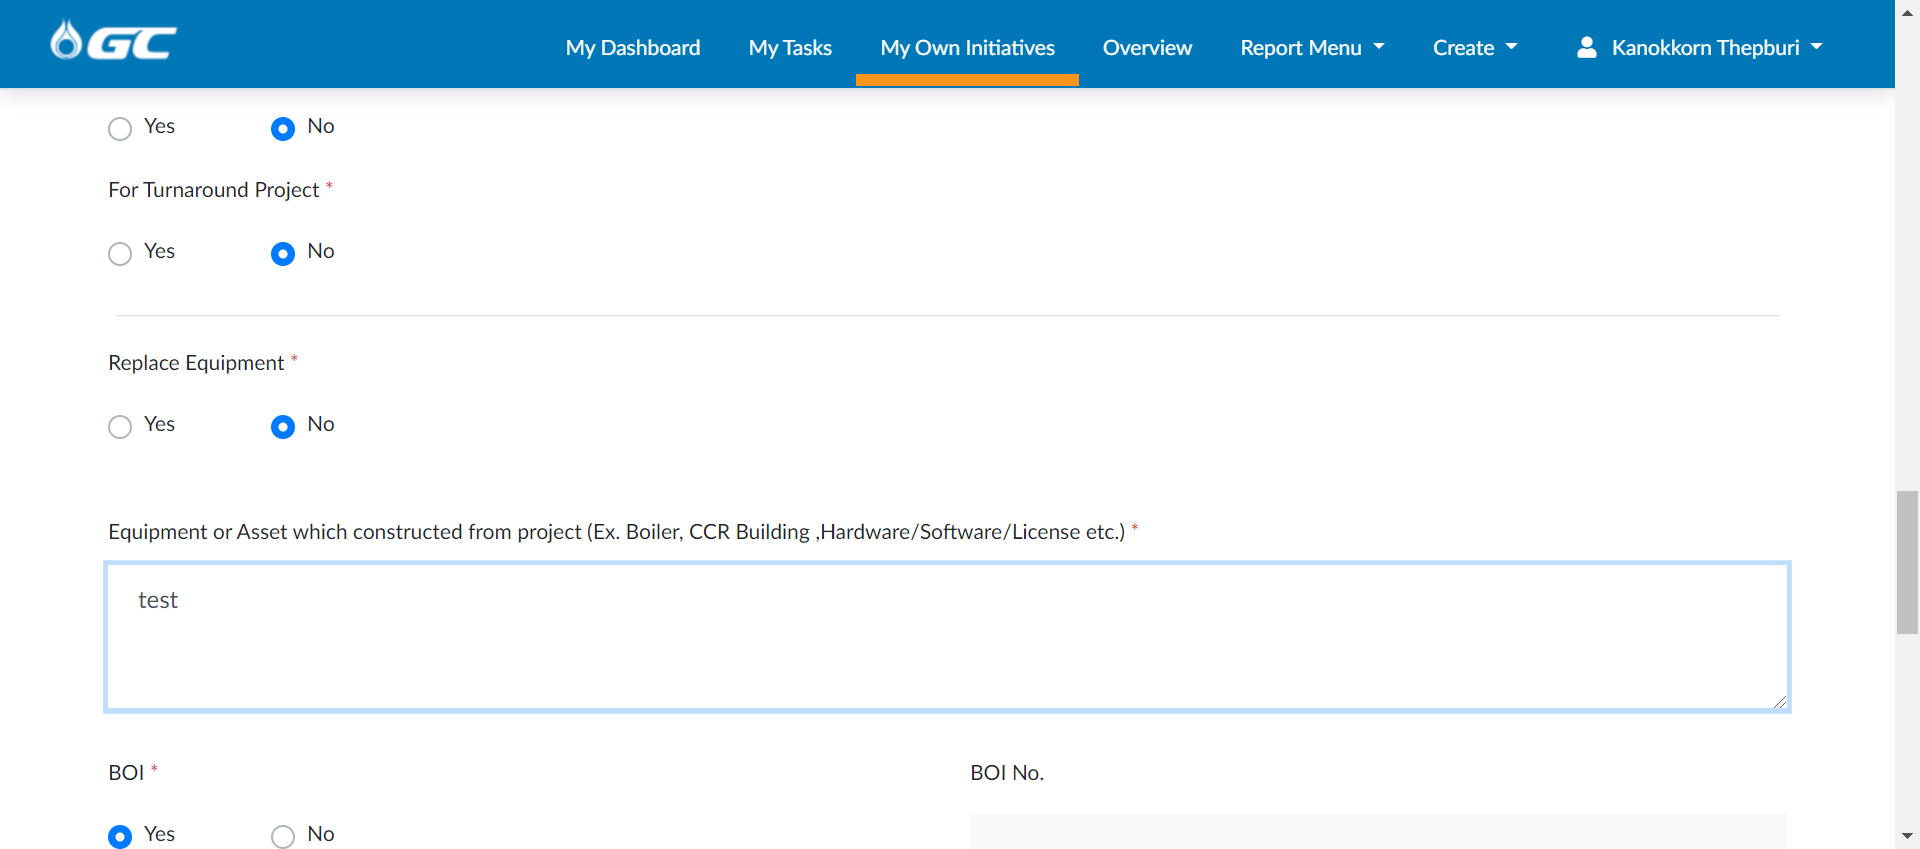 GC My Dashboard My Tasks My Own Initiatives Overview Report Menu Create Kanokkorn Thepburi
Yes No
For Turnaround Project *
Yes No
Replace Equipment *
Yes No
Equipment or Asset which constructed from project (Ex. Boiler, CCR Building ,Hardware/Software/License etc.) *
test
BOI * BOI No.
Yes No